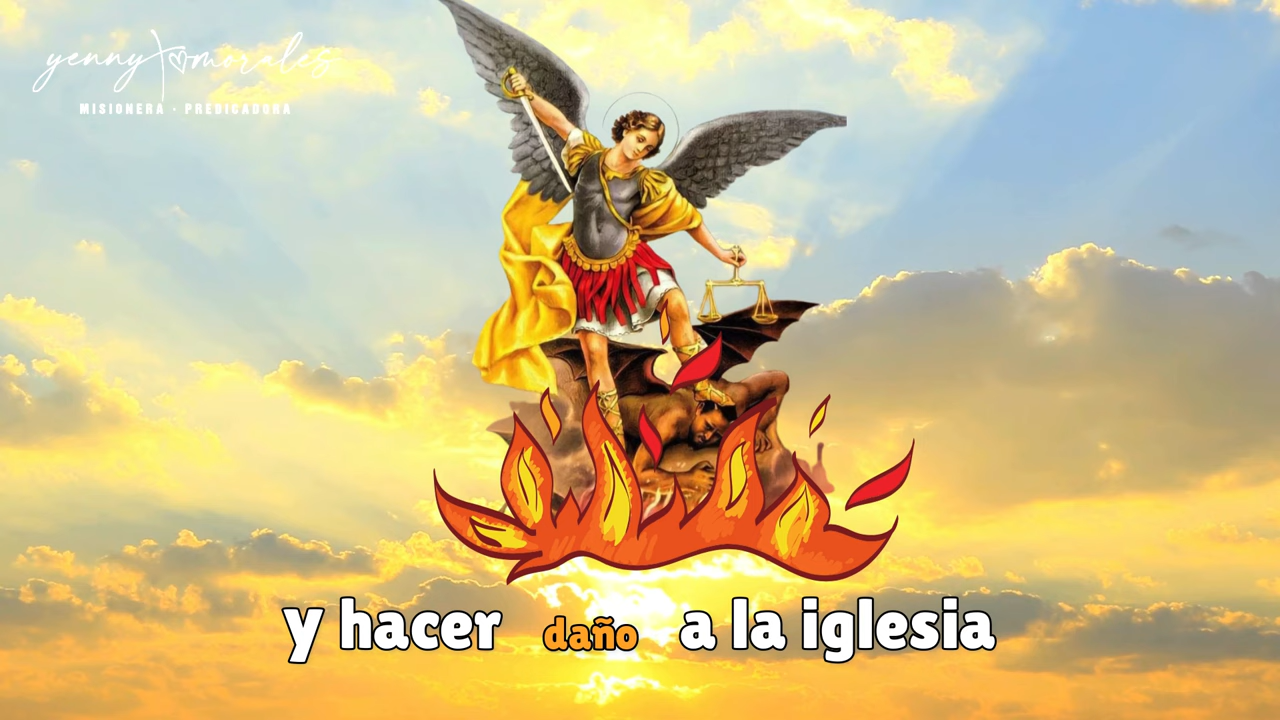 yenny morales
MISIONERA · PREDICADORA
y hacer daño a la iglesia